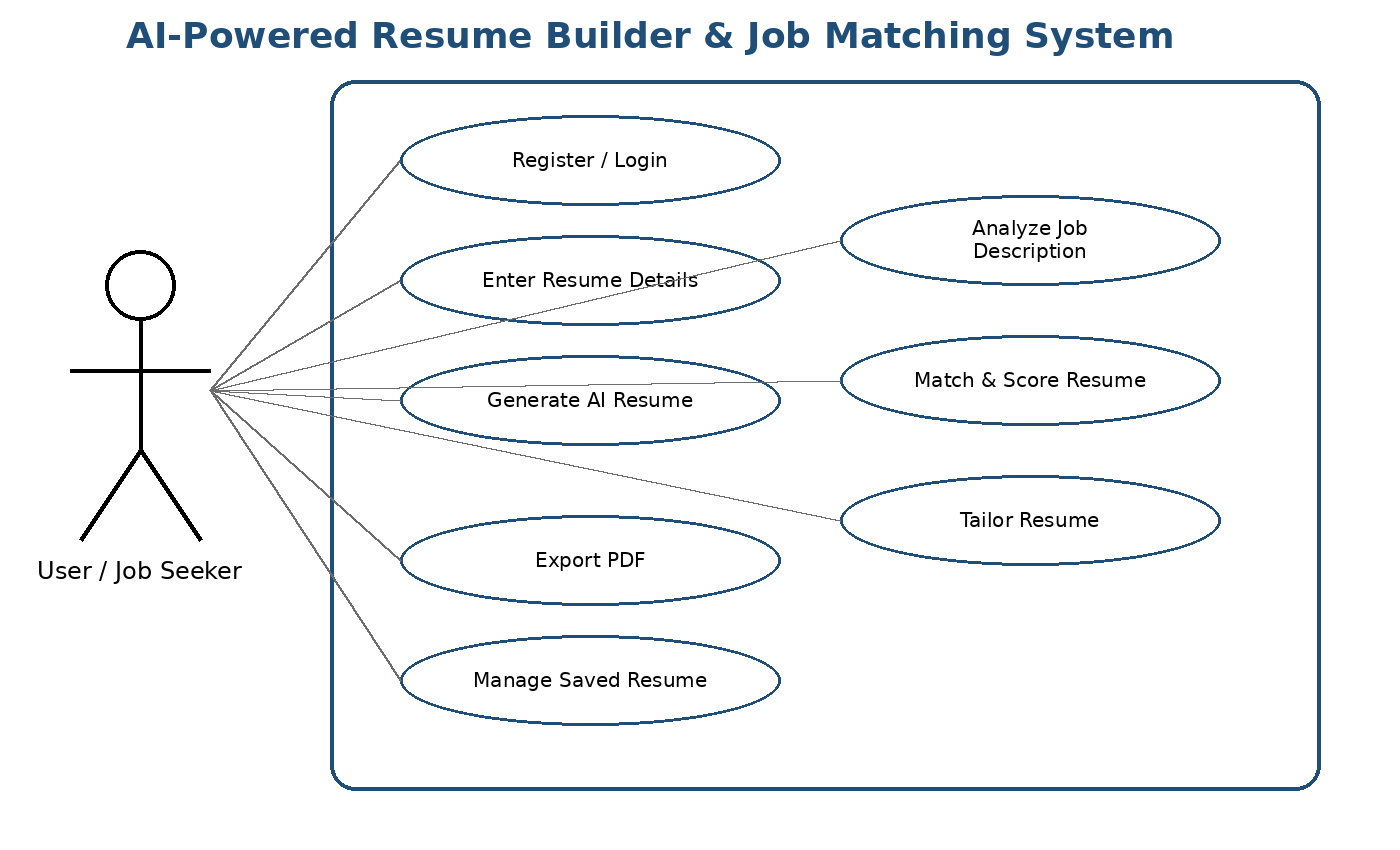 AI-Powered Resume Builder & Job Matching System
Register / Login
Enter Resume Details
Generate AI Resume
Export PDF
Manage Saved Resume
Analyze Job
Description
Match & Score Resume
Tailor Resume
User / Job Seeker